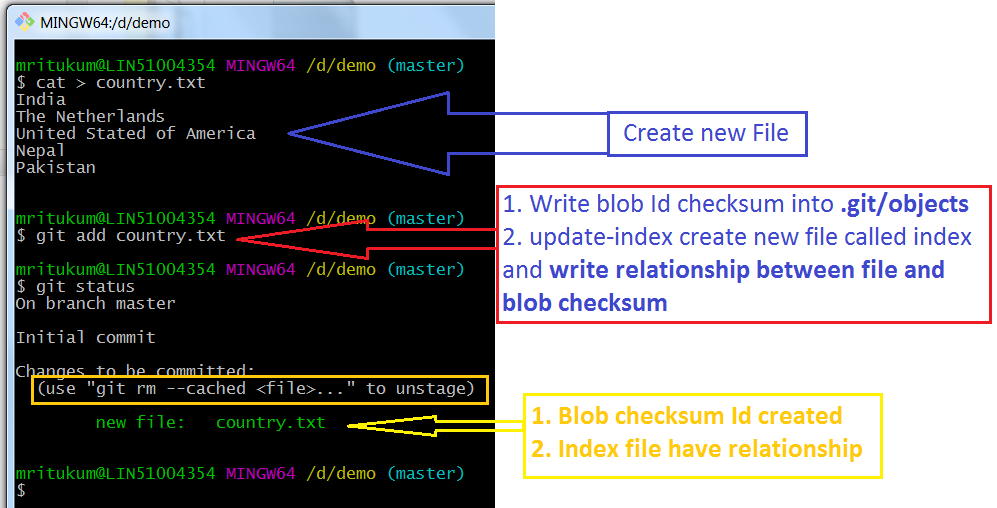 MINGW64:/d/demo
mritukum@LIN51004354 MINGW64 /d/demo (master)
$ cat > country.txt
India
The Netherlands
United Stated of America
Nepal
Pakistan
Create new File
mritukum@LIN51004354 MINGW64 /d/demo (master)
$ git add country.txt
1. Write blob Id checksum into .git/objects
2. update-index create new file called index
and write relationship between file and
blob checksum
mritukum@LIN51004354 MINGW64 /d/demo (master)
$ git status
On branch master
Initial commit
Changes to be committed:
(use "git rm --cached <file>..." to unstage)
new file: country.txt
1. Blob checksum Id created
2. Index file have relationship
mritukum@LIN51004354 MINGW64 /d/demo (master)
$